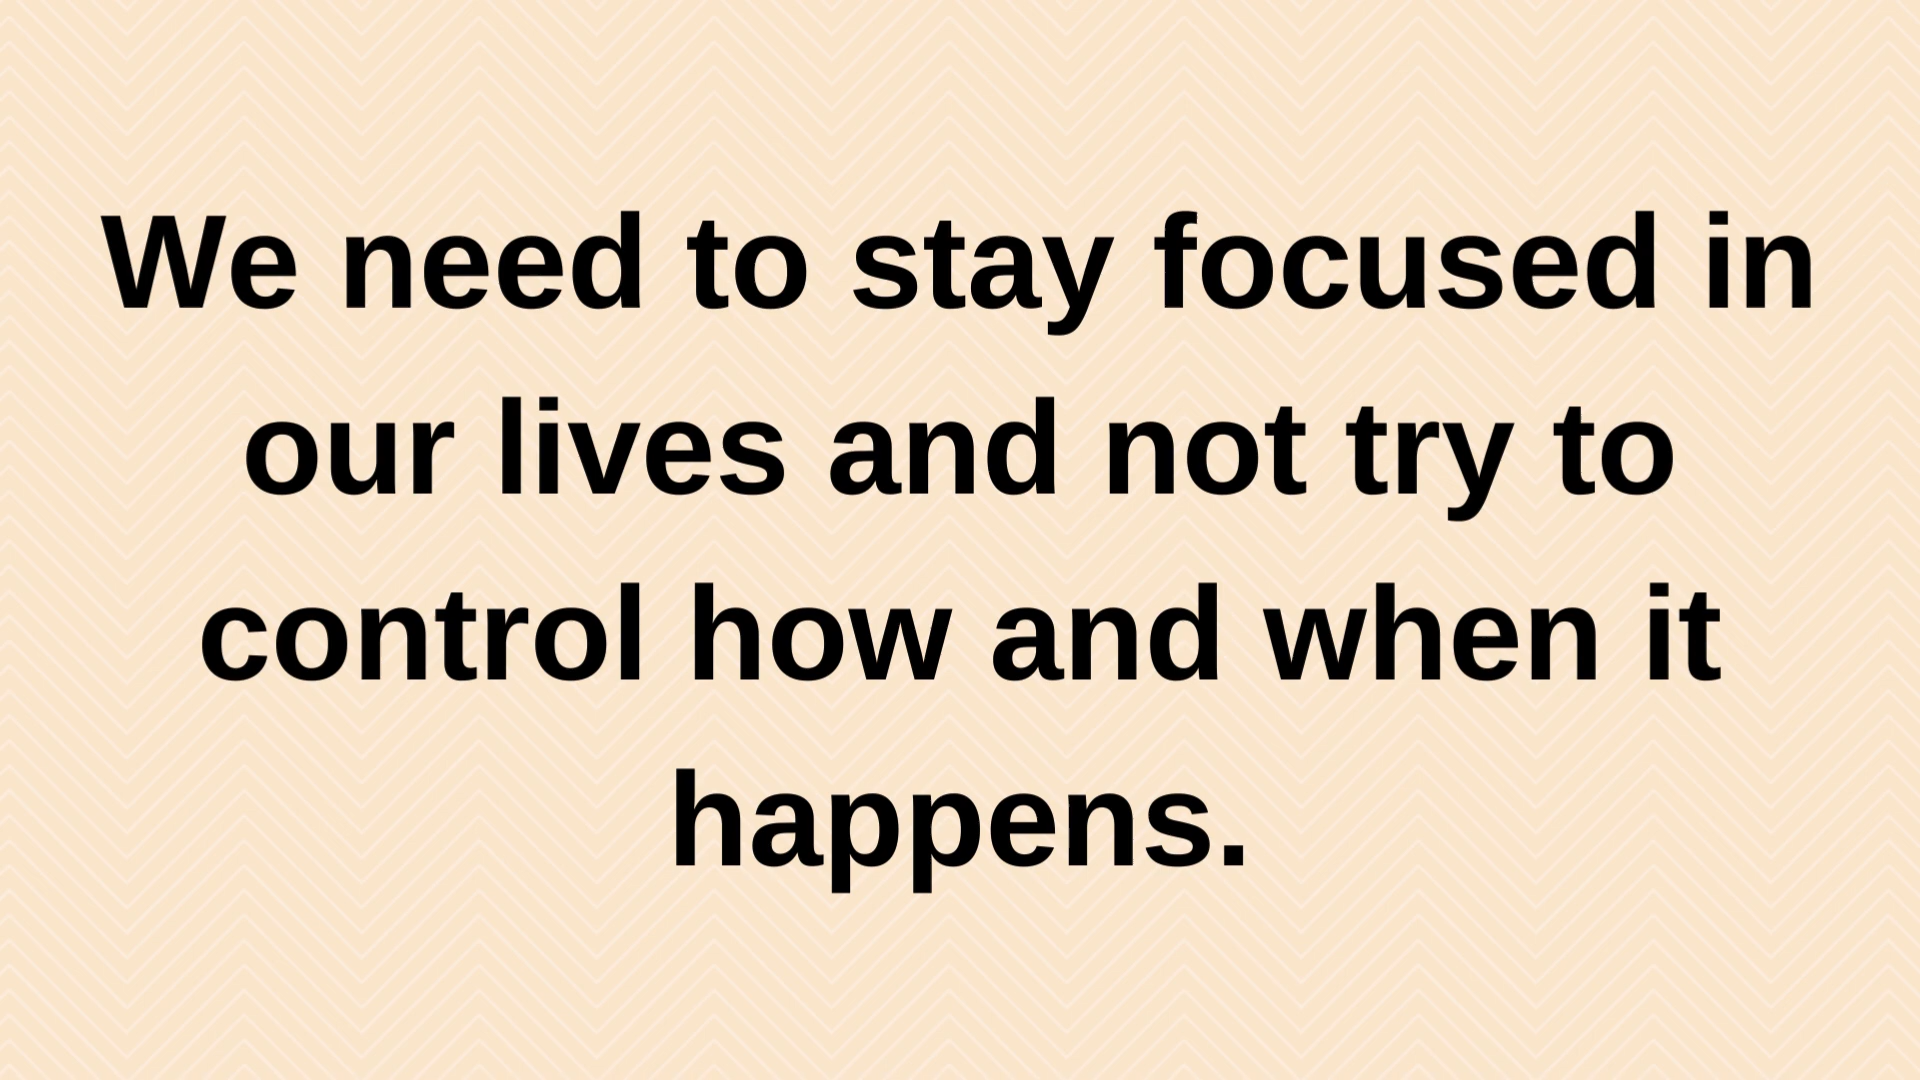 We need to stay focused in
our lives and not try to
control how and when it
happens.